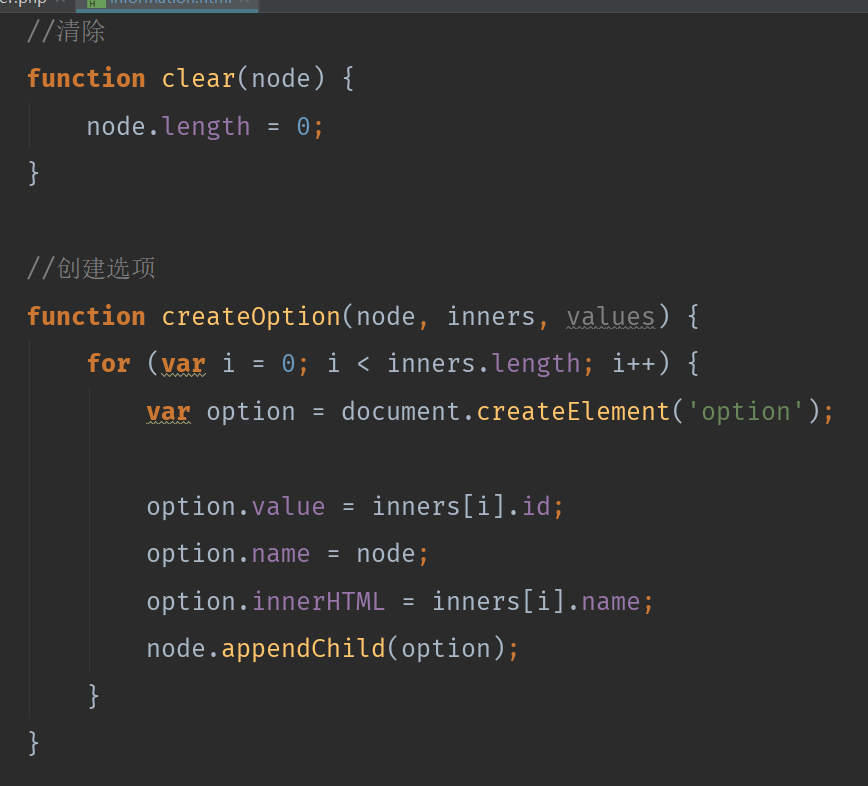 er.php
information.html
//清除
function clear(node) {
node.length = 0;
}
//创建选项
function createOption(node, inners, values) {
for (var i = 0; i < inners.length; i++) {
var option = document.createElement('option');
option.value = inners[i].id;
option.name = node;
option.innerHTML = inners[i].name;
node.appendChild(option);
}
}